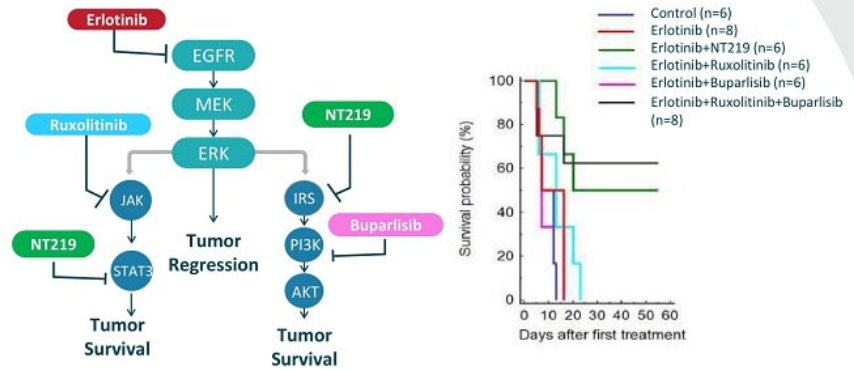 Erlotinib
EGFR
MEK
NT219
Ruxolitinib
ERK
JAK
IRS
Buparlisib
NT219
Tumor
Regression
PI3K
STAT3
AKT
Tumor
Survival
Tumor
Survival
Control (n=6)
Erlotinib (n=8)
Erlotinib+NT219 (n=6)
Erlotinib+Ruxolitinib (n=6)
Erlotinib+Buparlisib (n=6)
Erlotinib+Ruxolitinib+Buparlisib
(n=8)
Survival probability (%)
100
80
60
40
20
0
0 10 20 30 40 50 60
Days after first treatment